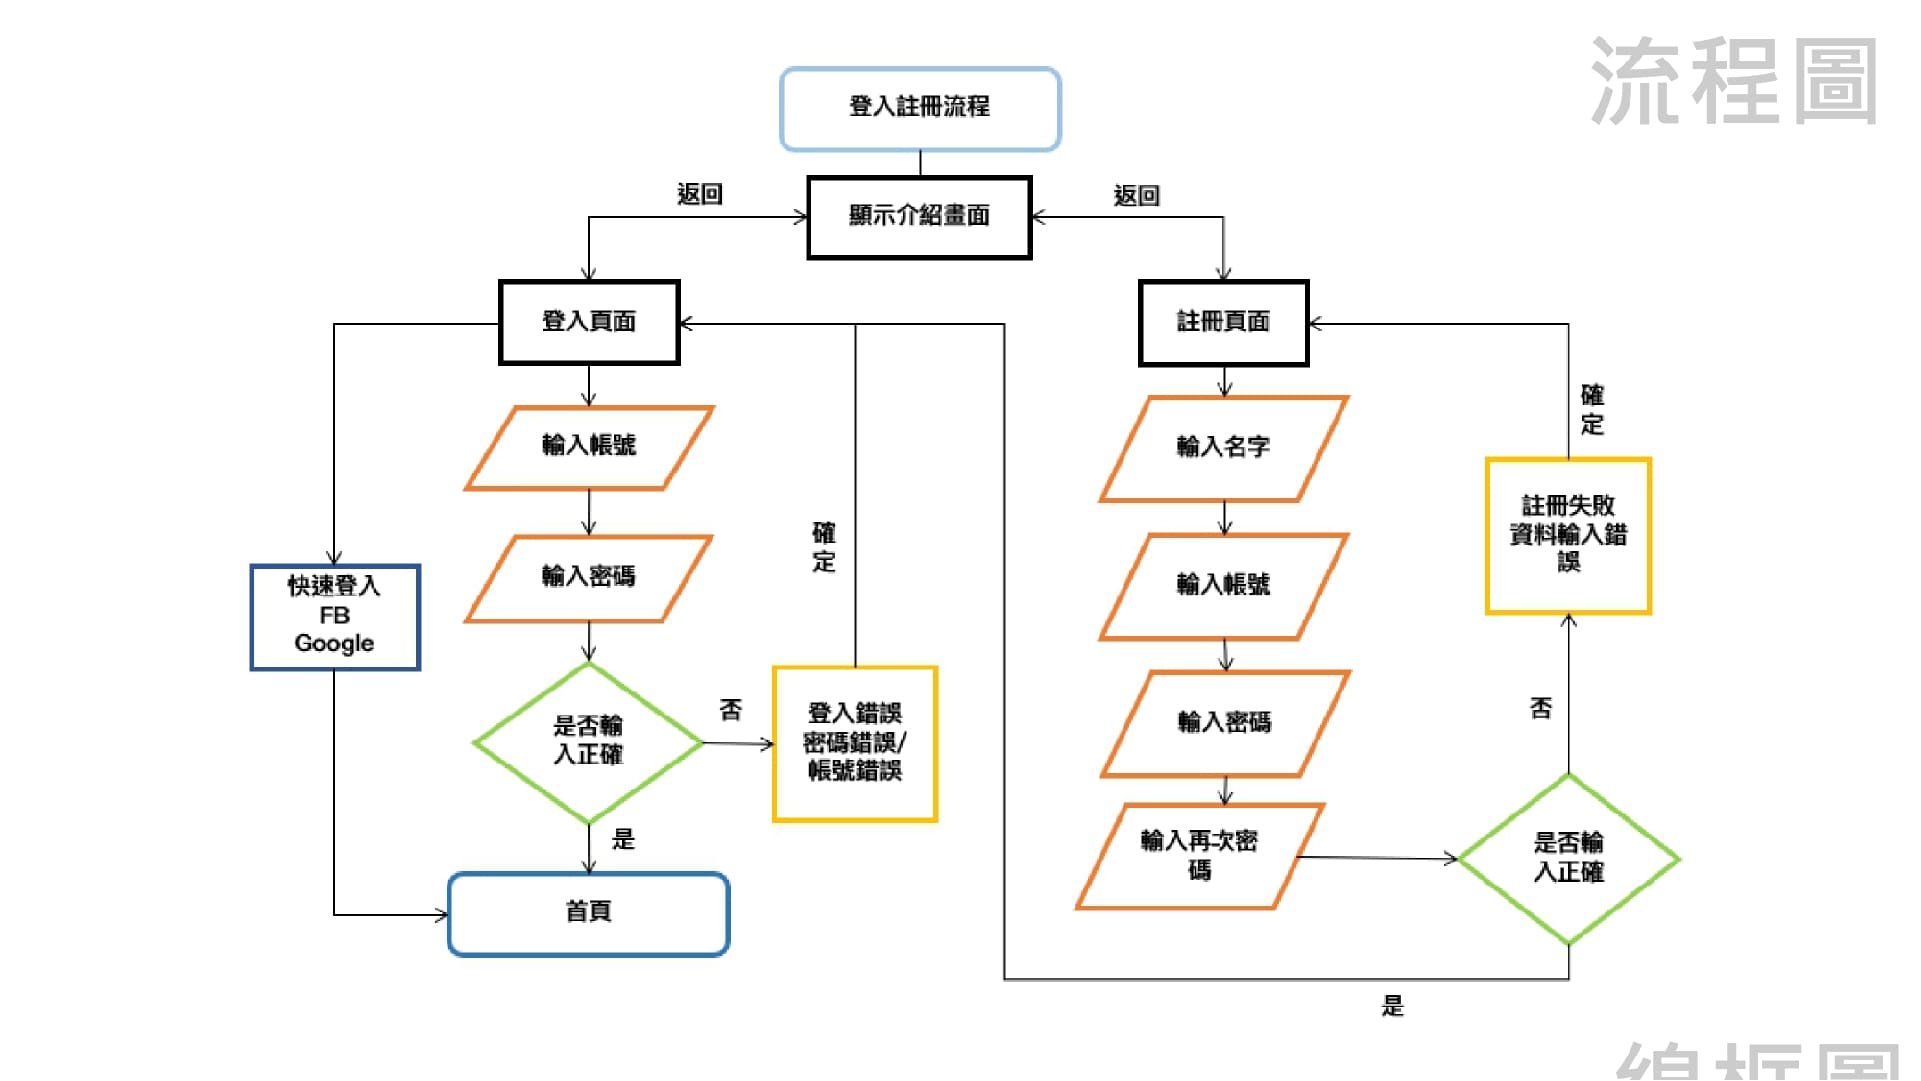 流程圖
登入註冊流程
返回
顯示介紹畫面
返回
登入頁面
註冊頁面
確
定
輸入帳號
輸入名字
註冊失敗
資料輸入錯
誤
確
定
輸入密碼
輸入帳號
快速登入
FB
Google
否
是否輸
入正確
登入錯誤
密碼錯誤/
帳號錯誤
輸入密碼
否
是
輸入再次密
碼
是否輸
入正確
首頁
是
線框圖